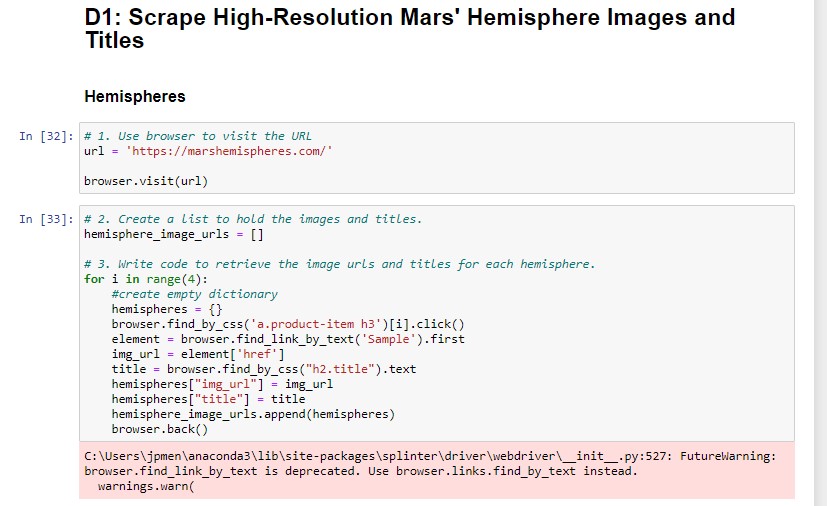 D1: Scrape High-Resolution Mars' Hemisphere Images and
Titles
Hemispheres
In [32]: # 1. Use browser to visit the URL
url = 'https://marshemispheres.com/'
browser.visit(url)
In [33]: # 2. Create a list to hold the images and titles.
hemisphere_image_urls = []
# 3. Write code to retrieve the image urls and titles for each hemisphere.
for i in range(4):
    #create empty dictionary
    hemispheres = {}
    browser.find_by_css('a.product-item h3')[i].click()
    element = browser.find_link_by_text('Sample').first
    img_url = element['href']
    title = browser.find_by_css("h2.title").text
    hemispheres["img_url"] = img_url
    hemispheres["title"] = title
    hemisphere_image_urls.append(hemispheres)
    browser.back()
C:\Users\jpmen\anaconda3\lib\site-packages\splinter\driver\webdriver\__init__.py:527: FutureWarning:
browser.find_link_by_text is deprecated. Use browser.links.find_by_text instead.
  warnings.warn(